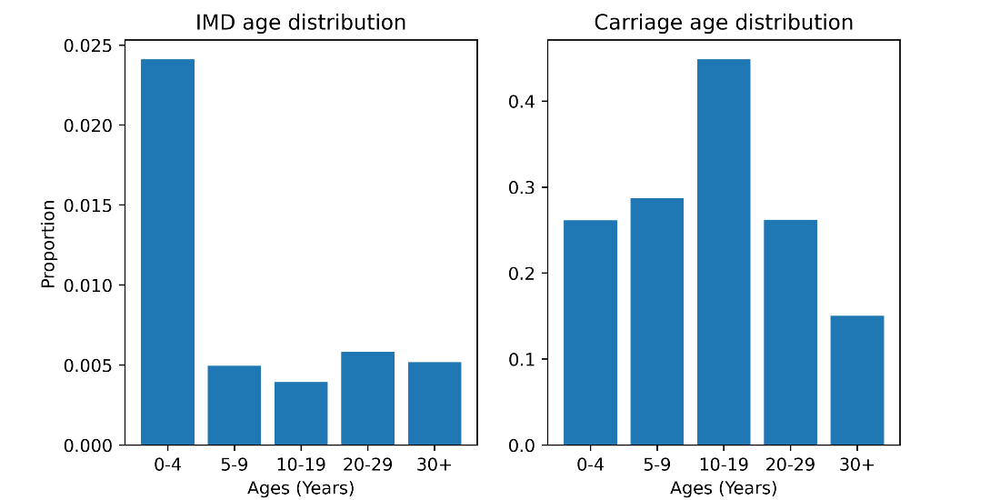 IMD age distribution
Proportion
0.025
0.020
0.015
0.010
0.005
0.000
0-4 5-9 10-19 20-29 30+
Ages (Years)
Carriage age distribution
0.4
0.3
0.2
0.1
0.0
0-4 5-9 10-19 20-29 30+
Ages (Years)